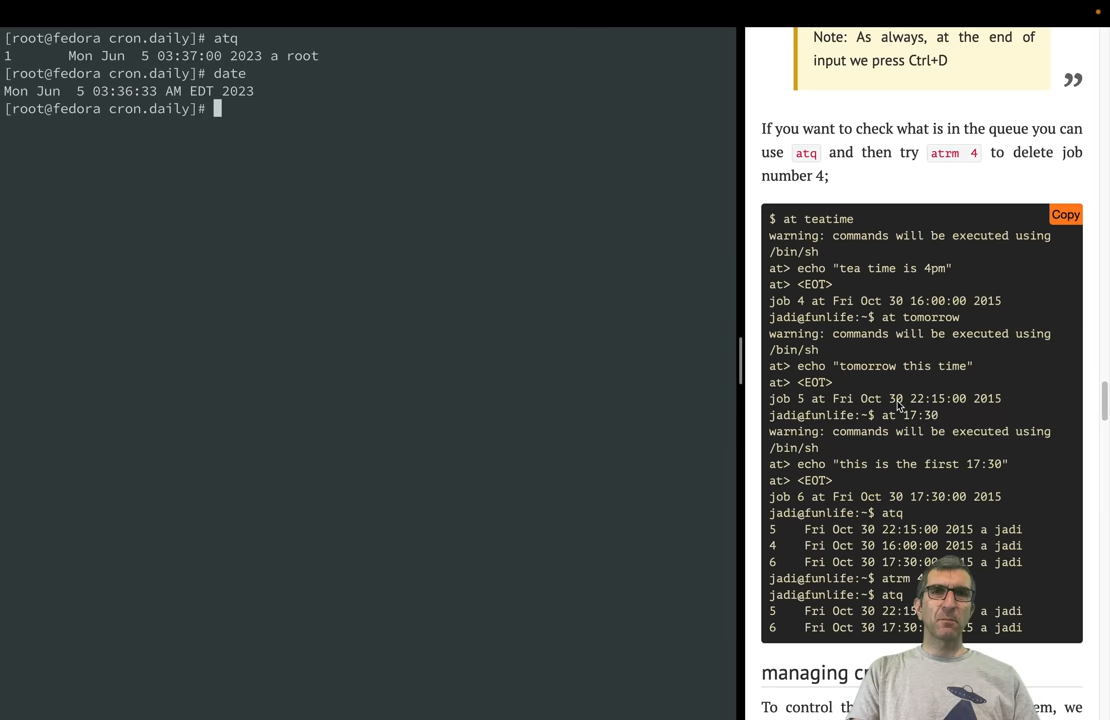 [root@fedora cron.daily]# atq
1       Mon Jun  5 03:37:00 2023 a root
[root@fedora cron.daily]# date
Mon Jun  5 03:36:33 AM EDT 2023
[root@fedora cron.daily]#
Note: As always, at the end of
input we press Ctrl+D
”
If you want to check what is in the queue you can
use atq and then try atrm 4 to delete job
number 4;
Copy
$ at teatime
warning: commands will be executed using
/bin/sh
at> echo "tea time is 4pm"
at> <EOT>
job 4 at Fri Oct 30 16:00:00 2015
jadi@funlife:~$ at tomorrow
warning: commands will be executed using
/bin/sh
at> echo "tomorrow this time"
at> <EOT>
job 5 at Fri Oct 30 22:15:00 2015
jadi@funlife:~$ at 17:30
warning: commands will be executed using
/bin/sh
at> echo "this is the first 17:30"
at> <EOT>
job 6 at Fri Oct 30 17:30:00 2015
jadi@funlife:~$ atq
5    Fri Oct 30 22:15:00 2015 a jadi
4    Fri Oct 30 16:00:00 2015 a jadi
6    Fri Oct 30 17:30:00 2015 a jadi
jadi@funlife:~$ atrm 4
jadi@funlife:~$ atq
5    Fri Oct 30 22:15 a jadi
6    Fri Oct 30 17:30: 5 a jadi
managing
To control em, we